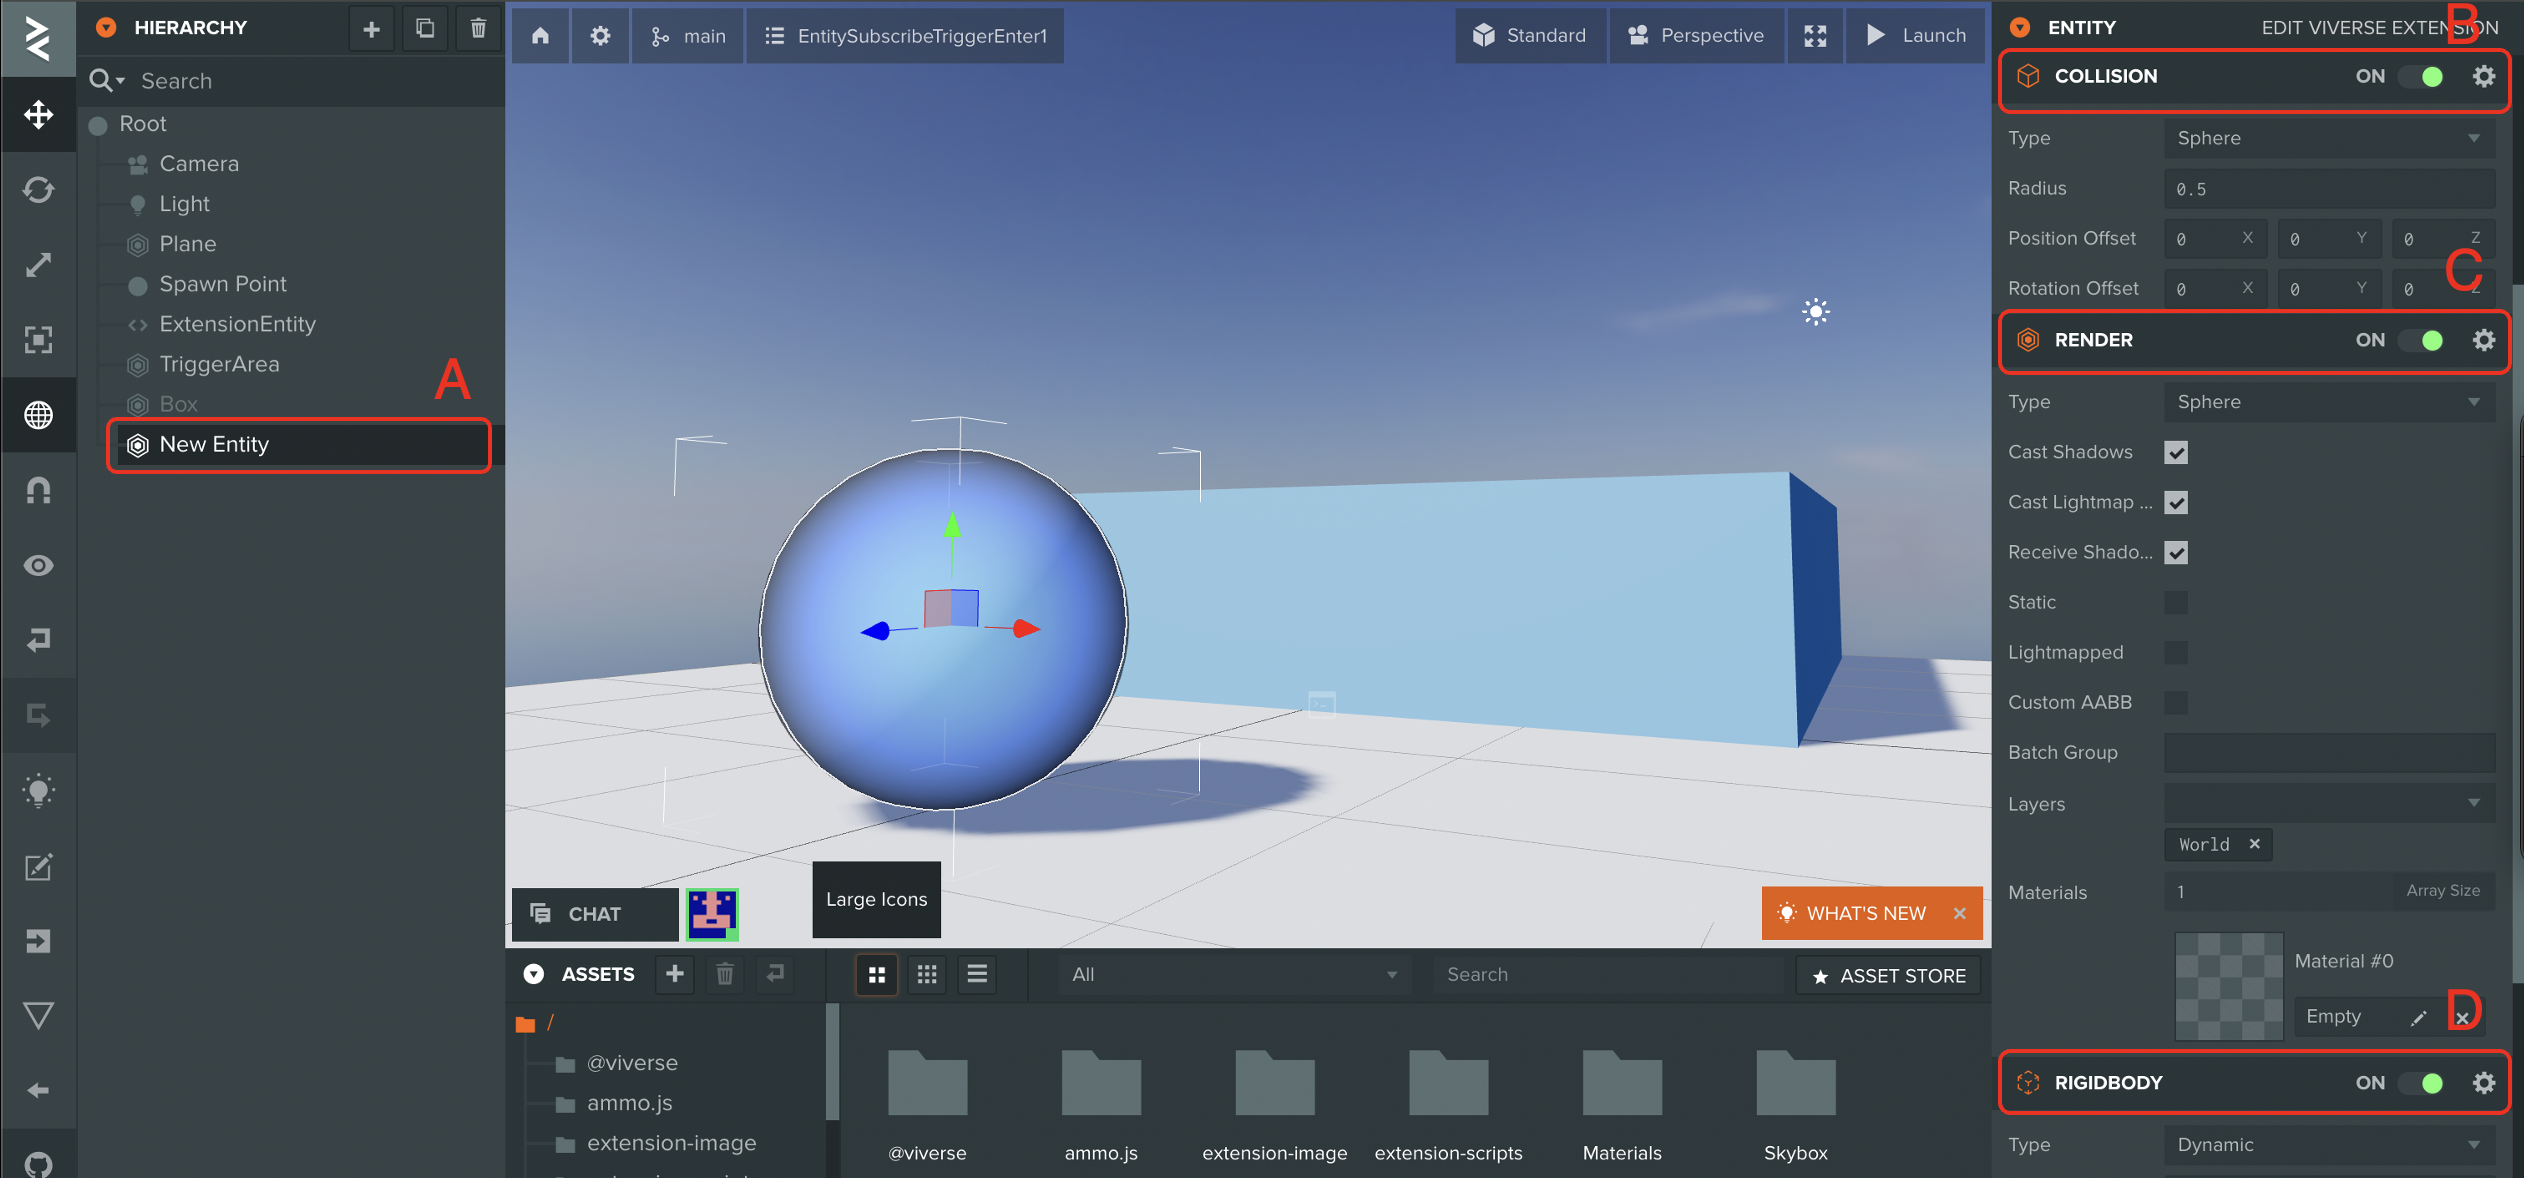 HIERARCHY
Search
Root
Camera
Light
Plane
Spawn Point
ExtensionEntity
TriggerArea
Box
New Entity
A
main
EntitySubscribeTriggerEnter1
Standard
Perspective
Launch
CHAT
Large Icons
WHAT'S NEW
ASSETS
All
Search
ASSET STORE
/
@viverse
ammo.js
extension-image
@viverse
ammo.js
extension-image
extension-scripts
Materials
Skybox
ENTITY
EDIT VIVERSE EXTENSION
B
COLLISION ON
Type Sphere
Radius 0.5
Position Offset 0 X 0 Y 0 Z
Rotation Offset 0 X 0 Y 0 Z
C
RENDER ON
Type Sphere
Cast Shadows
Cast Lightmap ...
Receive Shado...
Static
Lightmapped
Custom AABB
Batch Group
Layers
World
Materials 1 Array Size
Material #0
Empty
D
RIGIDBODY ON
Type Dynamic